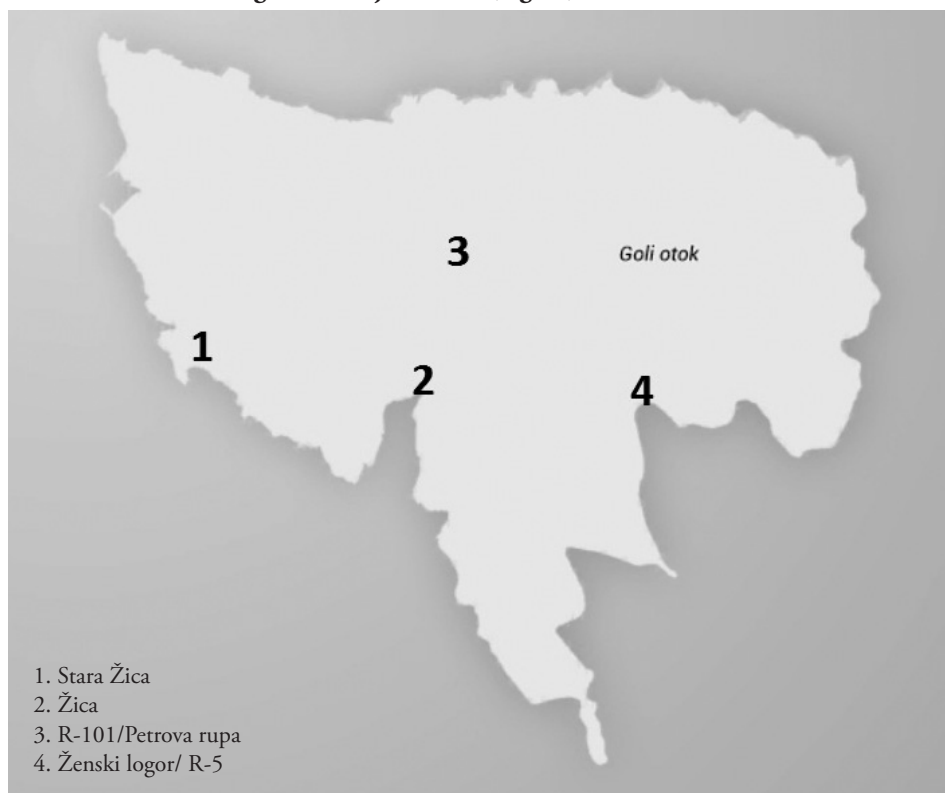 3
Goli otok
1
2
4
1. Stara Žica
2. Žica
3. R-101/Petrova rupa
4. Ženski logor/ R-5